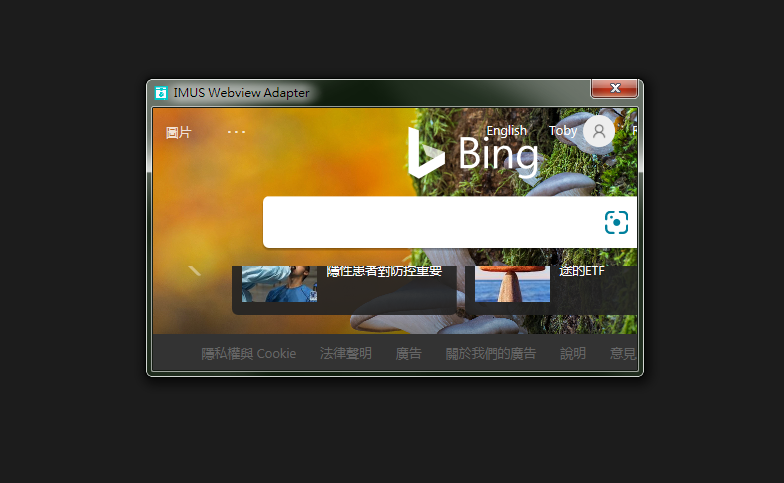 IMUS Webview Adapter
圖片
English
Toby
Bing
隱性患者對防控重要
途的ETF
隱私權與 Cookie
法律聲明
廣告
關於我們的廣告
說明
意見